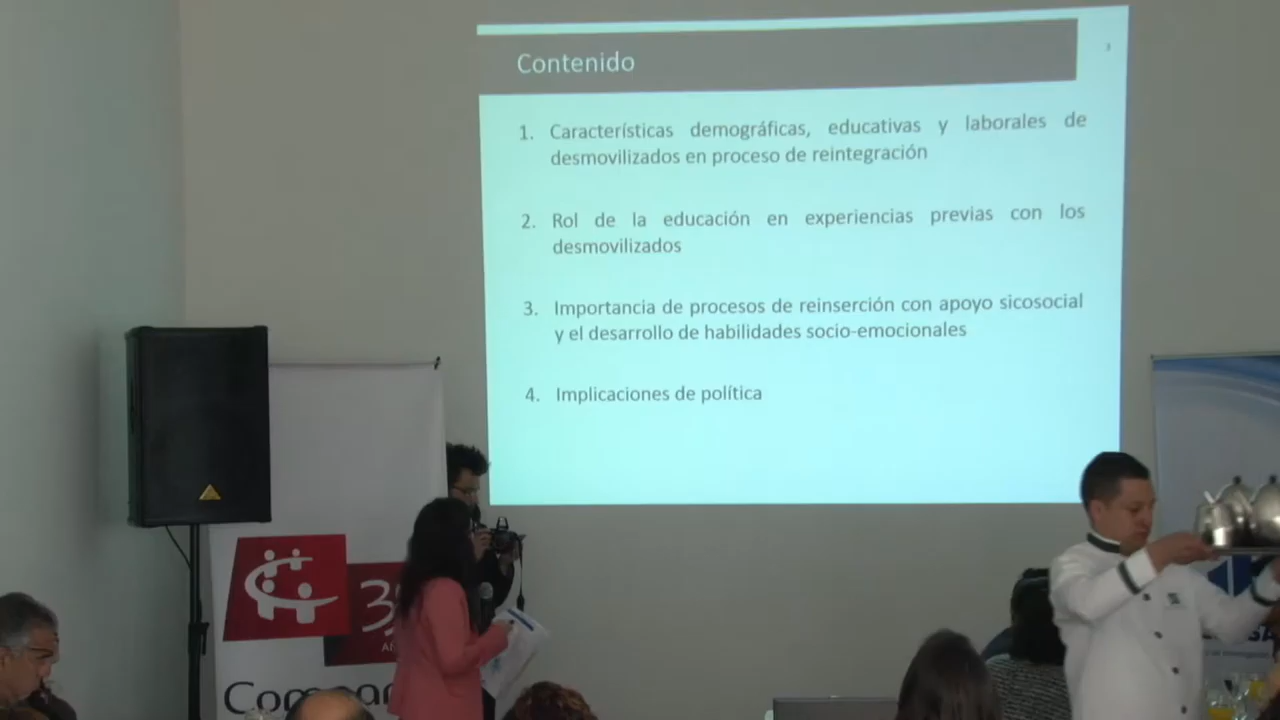 Contenido
3
1. Características demográficas, educativas y laborales de
desmovilizados en proceso de reintegración
2. Rol de la educación en experiencias previas con los
desmovilizados
3. Importancia de procesos de reinserción con apoyo sicosocial
y el desarrollo de habilidades socio-emocionales
4. Implicaciones de política